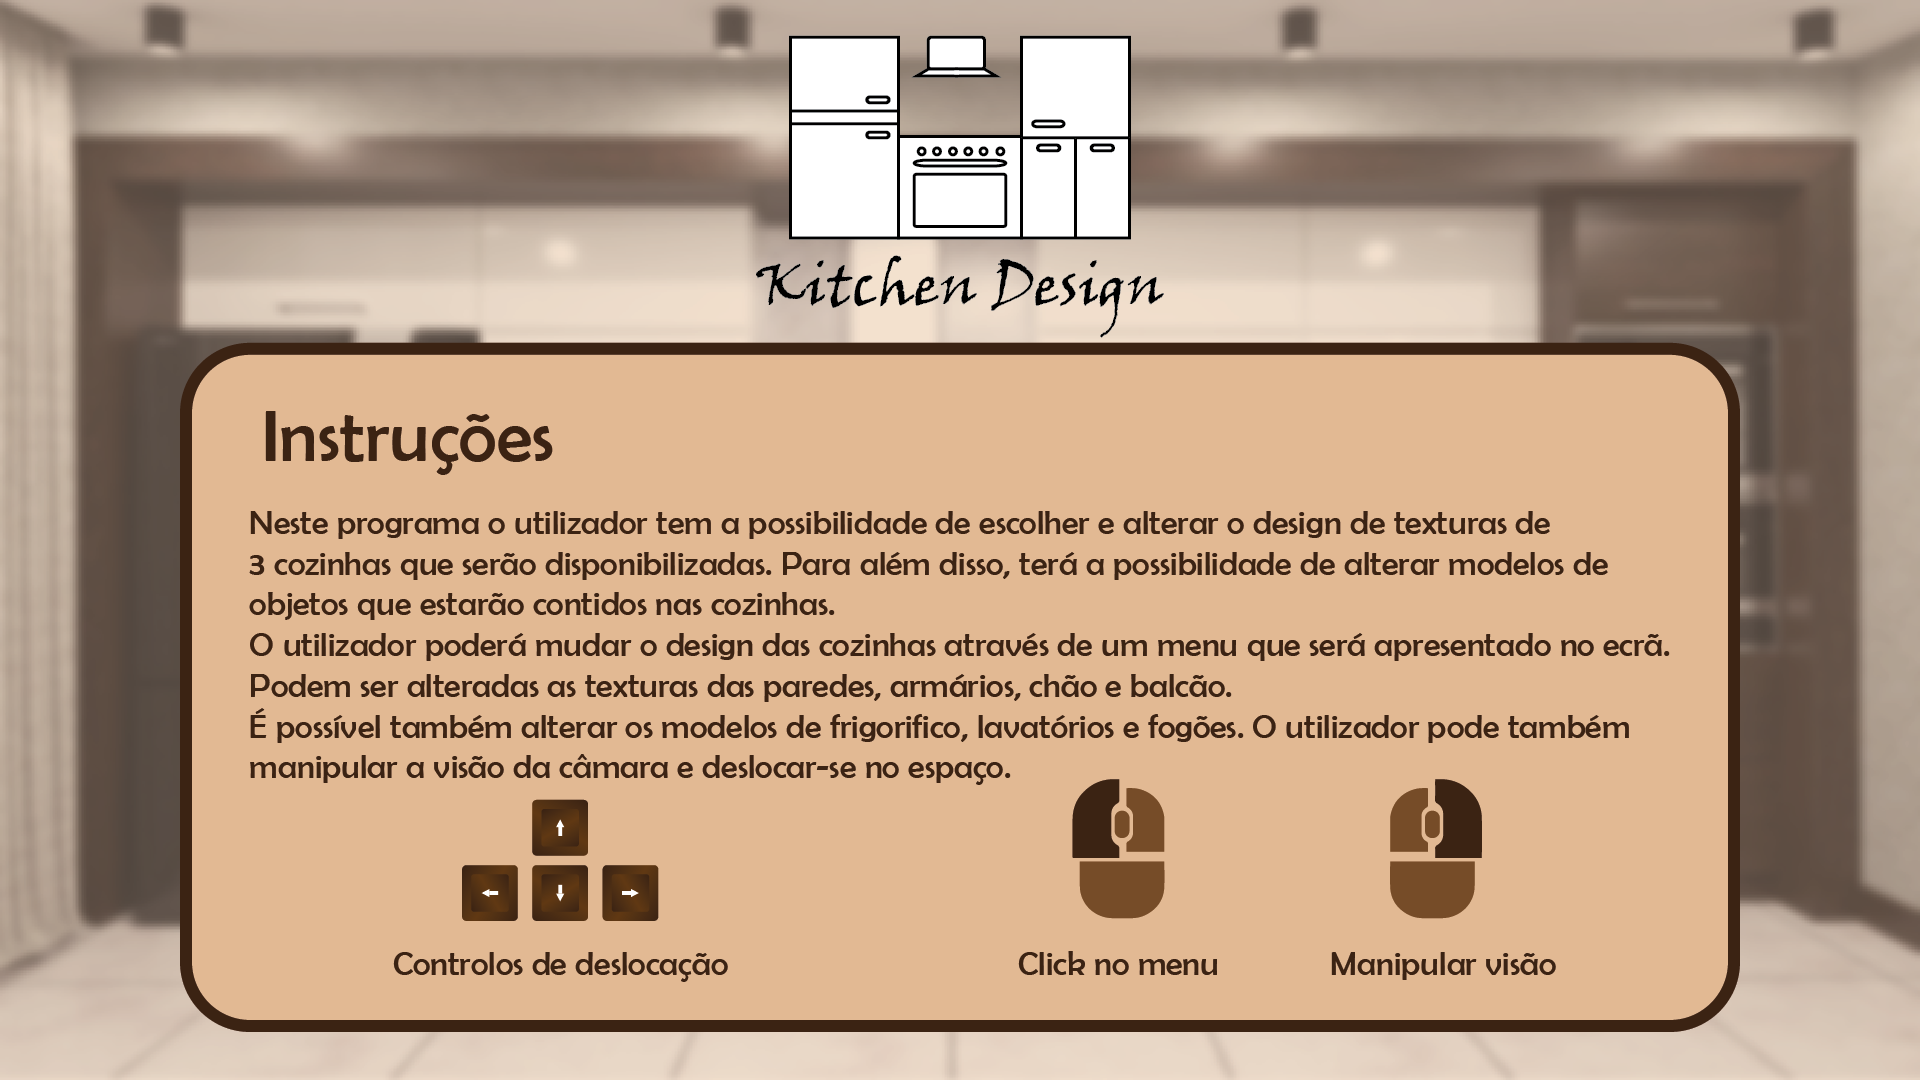 Kitchen Design
Instruções
Neste programa o utilizador tem a possibilidade de escolher e alterar o design de texturas de
3 cozinhas que serão disponibilizadas. Para além disso, terá a possibilidade de alterar modelos de
objetos que estarão contidos nas cozinhas.
O utilizador poderá mudar o design das cozinhas através de um menu que será apresentado no ecrã.
Podem ser alteradas as texturas das paredes, armários, chão e balcão.
É possível também alterar os modelos de frigorifico, lavatórios e fogões. O utilizador pode também
manipular a visão da câmara e deslocar-se no espaço.
Controlos de deslocação
Click no menu
Manipular visão